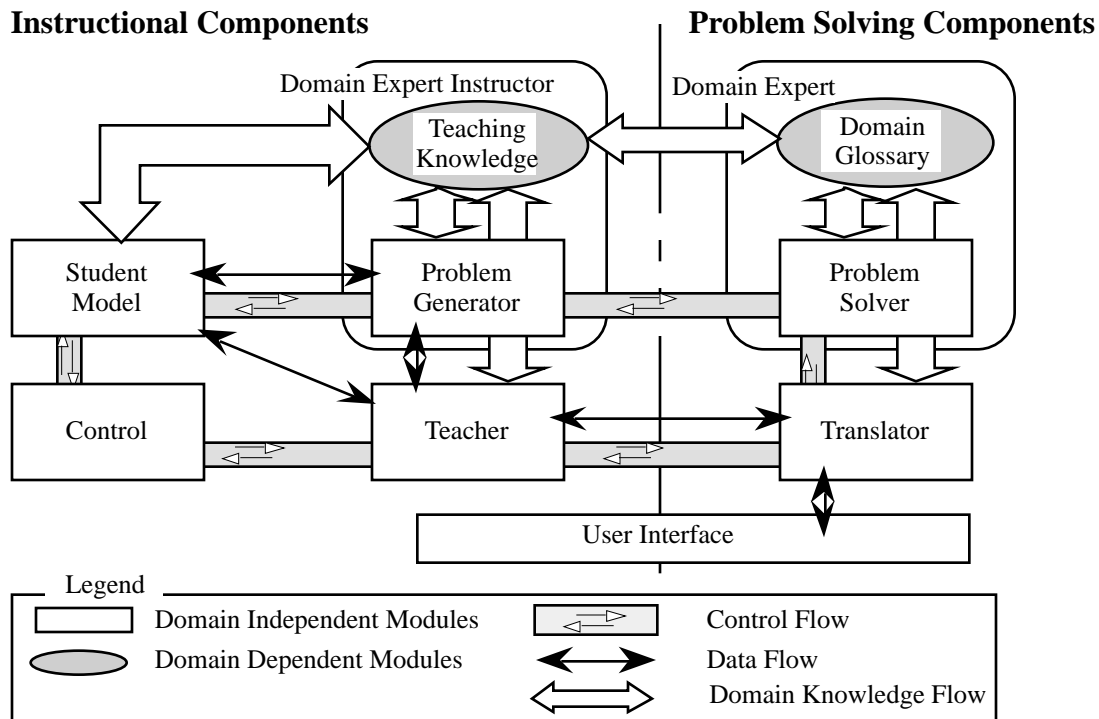 Instructional Components
Problem Solving Components
Domain Expert Instructor
Domain Expert
Teaching
Knowledge
Domain
Glossary
Student
Model
Problem
Generator
Problem
Solver
Control
Teacher
Translator
User Interface
Legend
Domain Independent Modules
Control Flow
Domain Dependent Modules
Data Flow
Domain Knowledge Flow